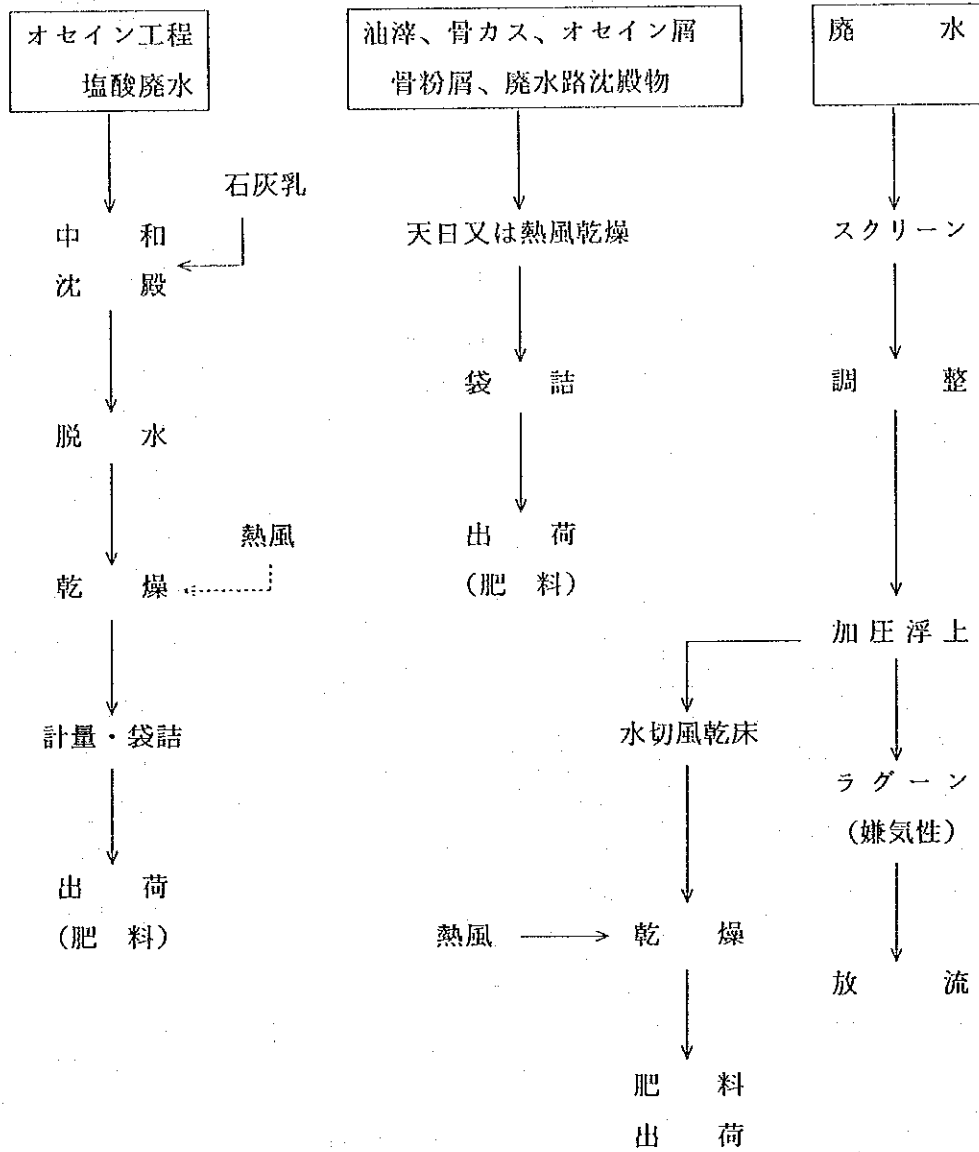 オセイン工程
塩酸廃水
石灰乳
中和
沈殿
脱水
熱風
乾燥
計量・袋詰
出荷
(肥料)
油滓、骨カス、オセイン屑
骨粉屑、廃水路沈殿物
天日又は熱風乾燥
袋詰
出荷
(肥料)
廃水
スクリーン
調整
加圧浮上
水切風乾床
熱風
乾燥
肥料
出荷
ラグーン
(嫌気性)
放流